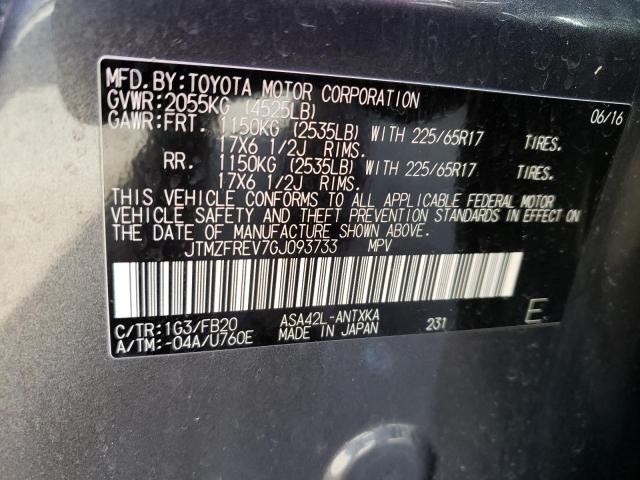 MFD.BY:TOYOTA MOTOR CORPORATION 06/16
GVWR:2055KG (4525LB)
GAWR:FRT. 1150KG (2535LB) WITH 225/65R17 TIRES.
17X6 1/2J RIMS.
RR. 1150KG (2535LB) WITH 225/65R17 TIRES.
17X6 1/2J RIMS.
THIS VEHICLE CONFORMS TO ALL APPLICABLE FEDERAL MOTOR
VEHICLE SAFETY AND THEFT PREVENTION STANDARDS IN EFFECT ON
THE DATE OF MANUFACTURE SHOWN ABOVE.
JTMZFREV7GJ093733 MPV
C/TR:1G3/FB20 ASA42L-ANTXKA 231 E
A/TM:-04A/U760E MADE IN JAPAN